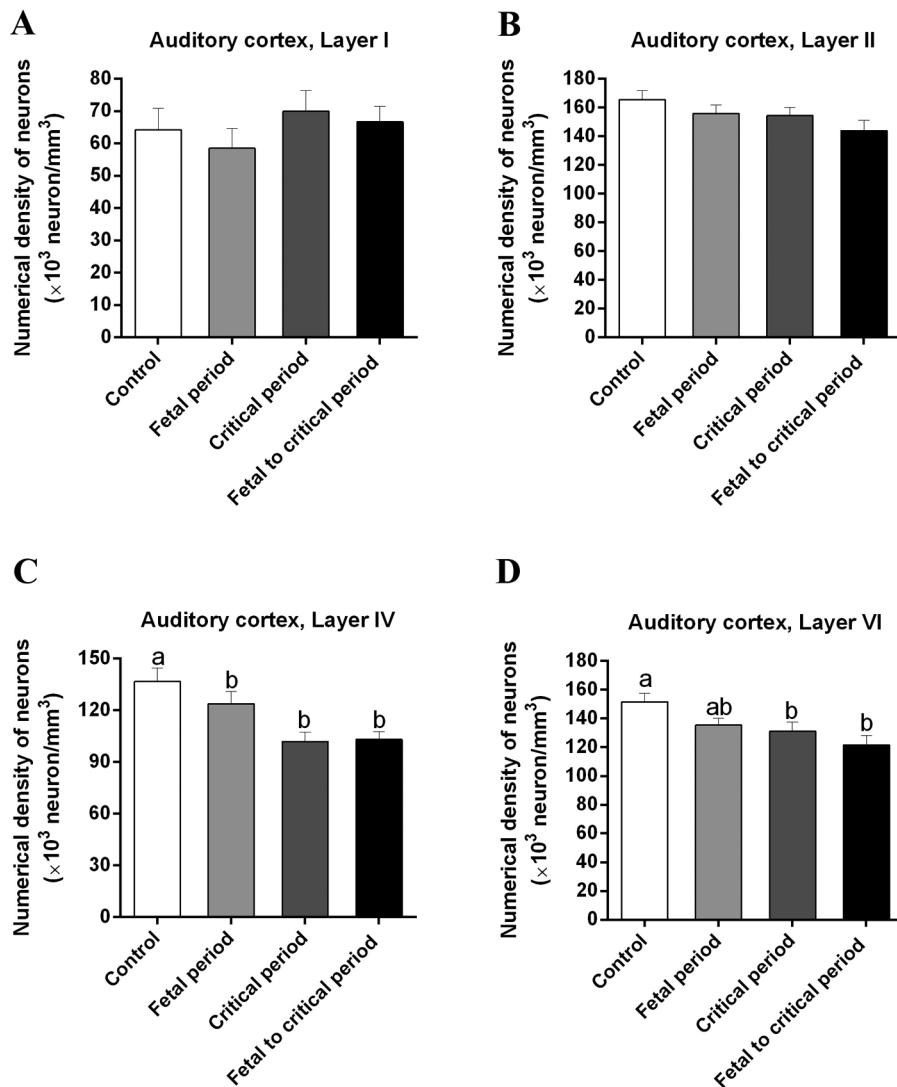 A
Auditory cortex, Layer I
Numerical density of neurons
(×10³ neuron/mm³)
80
70
60
50
40
30
20
10
0
Control
Fetal period
Critical period
Fetal to critical period
B
Auditory cortex, Layer II
Numerical density of neurons
(×10³ neuron/mm³)
180
160
140
120
100
80
60
40
20
0
Control
Fetal period
Critical period
Fetal to critical period
C
Auditory cortex, Layer IV
Numerical density of neurons
(×10³ neuron/mm³)
150
120
90
60
30
0
a
b
b
b
Control
Fetal period
Critical period
Fetal to critical period
D
Auditory cortex, Layer VI
Numerical density of neurons
(×10³ neuron/mm³)
180
160
140
120
100
80
60
40
20
0
a
ab
b
b
Control
Fetal period
Critical period
Fetal to critical period